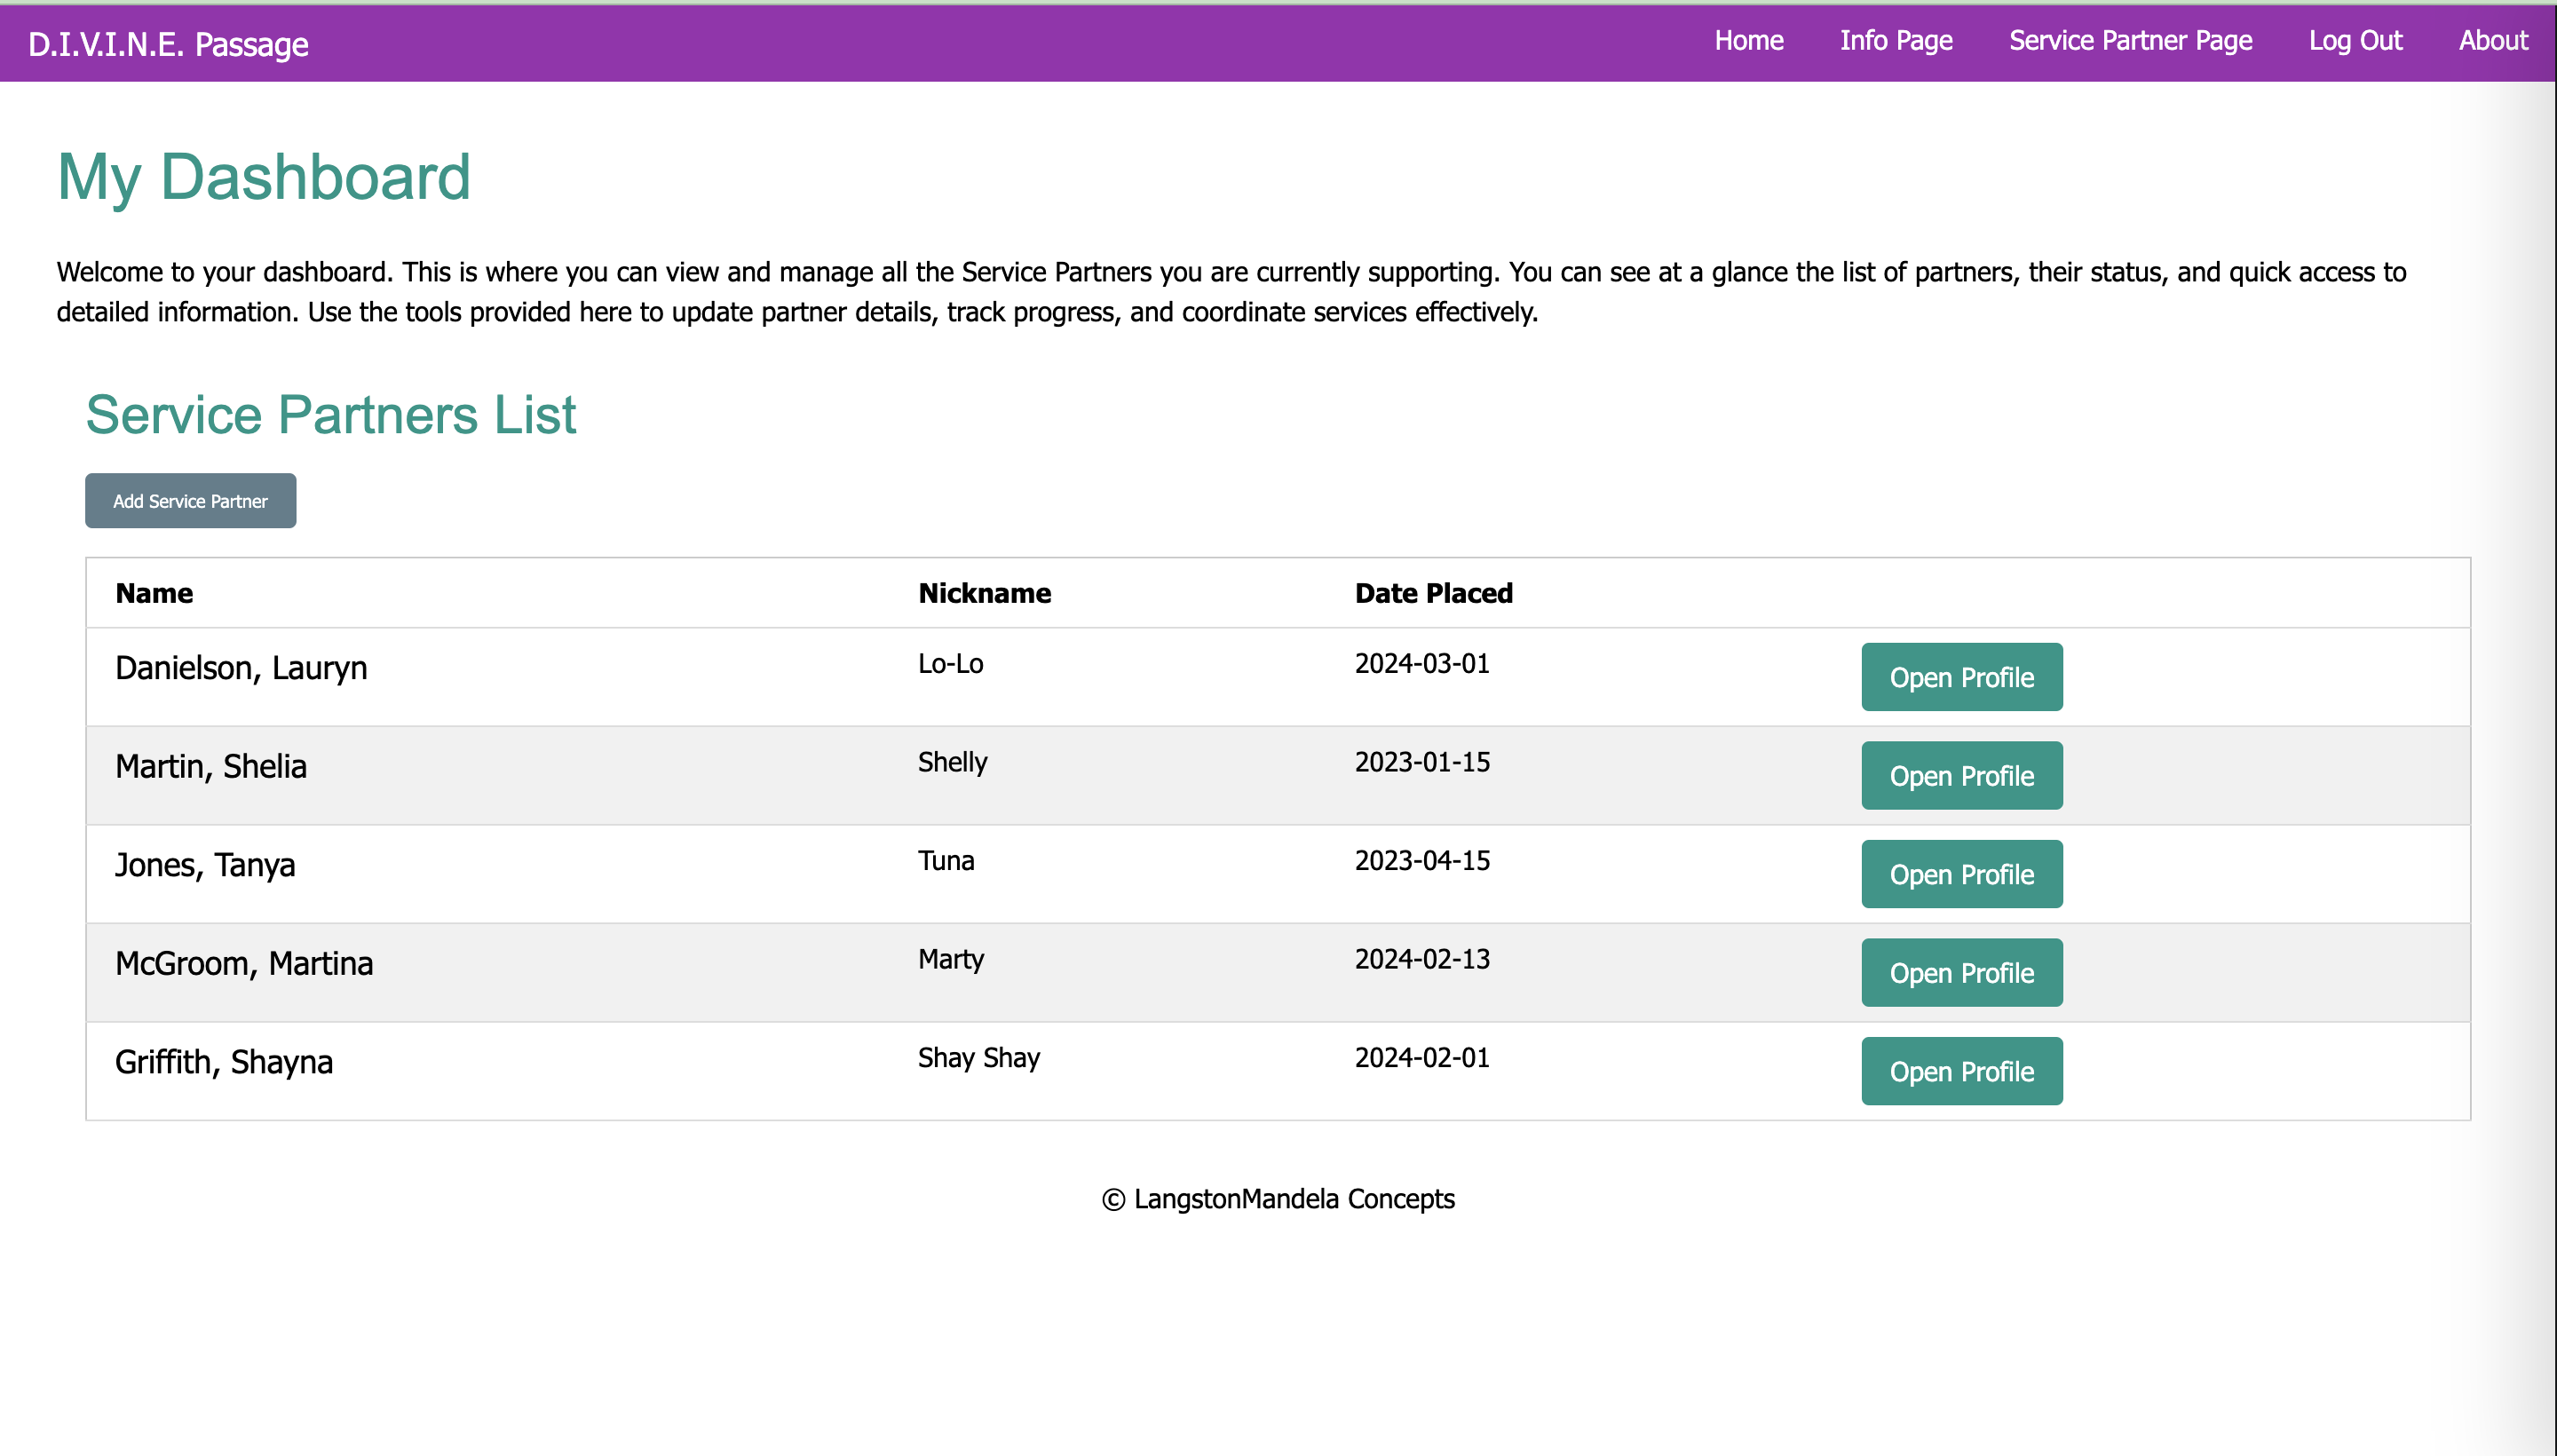 D.I.V.I.N.E. Passage Home Info Page Service Partner Page Log Out About
My Dashboard
Welcome to your dashboard. This is where you can view and manage all the Service Partners you are currently supporting. You can see at a glance the list of partners, their status, and quick access to
detailed information. Use the tools provided here to update partner details, track progress, and coordinate services effectively.
Service Partners List
Add Service Partner
Name Nickname Date Placed
Danielson, Lauryn Lo-Lo 2024-03-01 Open Profile
Martin, Shelia Shelly 2023-01-15 Open Profile
Jones, Tanya Tuna 2023-04-15 Open Profile
McGroom, Martina Marty 2024-02-13 Open Profile
Griffith, Shayna Shay Shay 2024-02-01 Open Profile
© LangstonMandela Concepts